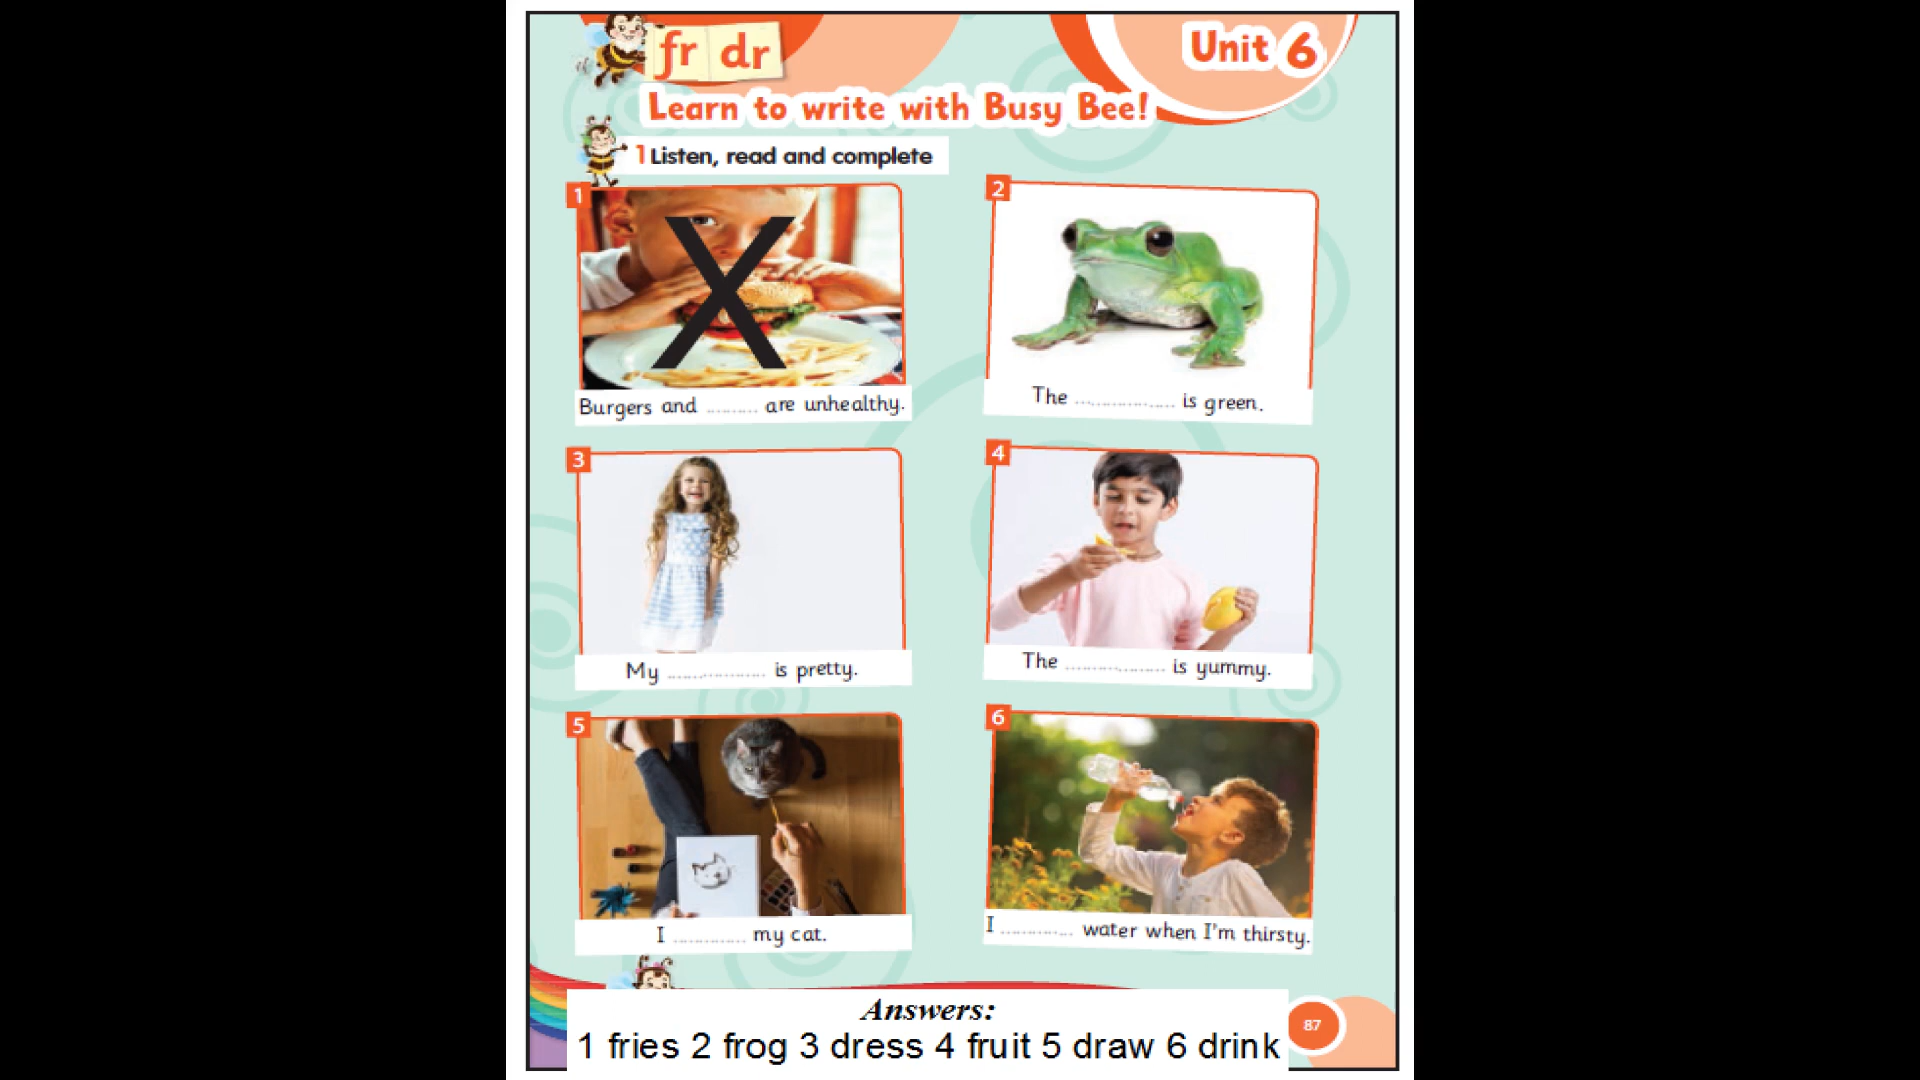 fr dr
Unit 6
Learn to write with Busy Bee!
1 Listen, read and complete
1
Burgers and .......... are unhealthy.
2
The .................... is green.
3
My .................... is pretty.
4
The .................... is yummy.
5
I ............... my cat.
6
I ............... water when I'm thirsty.
Answers:
1 fries 2 frog 3 dress 4 fruit 5 draw 6 drink
87
X